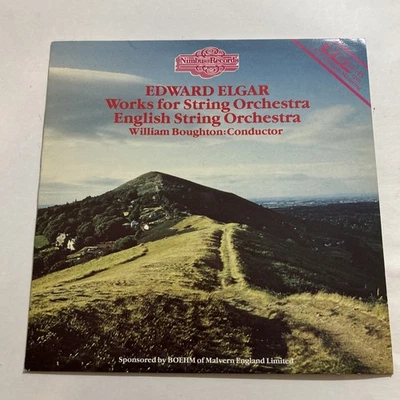 Nimbus Records
EDWARD ELGAR
Works for String Orchestra
English String Orchestra
William Boughton:Conductor
Sponsored by BOEHM of Malvern England Limited